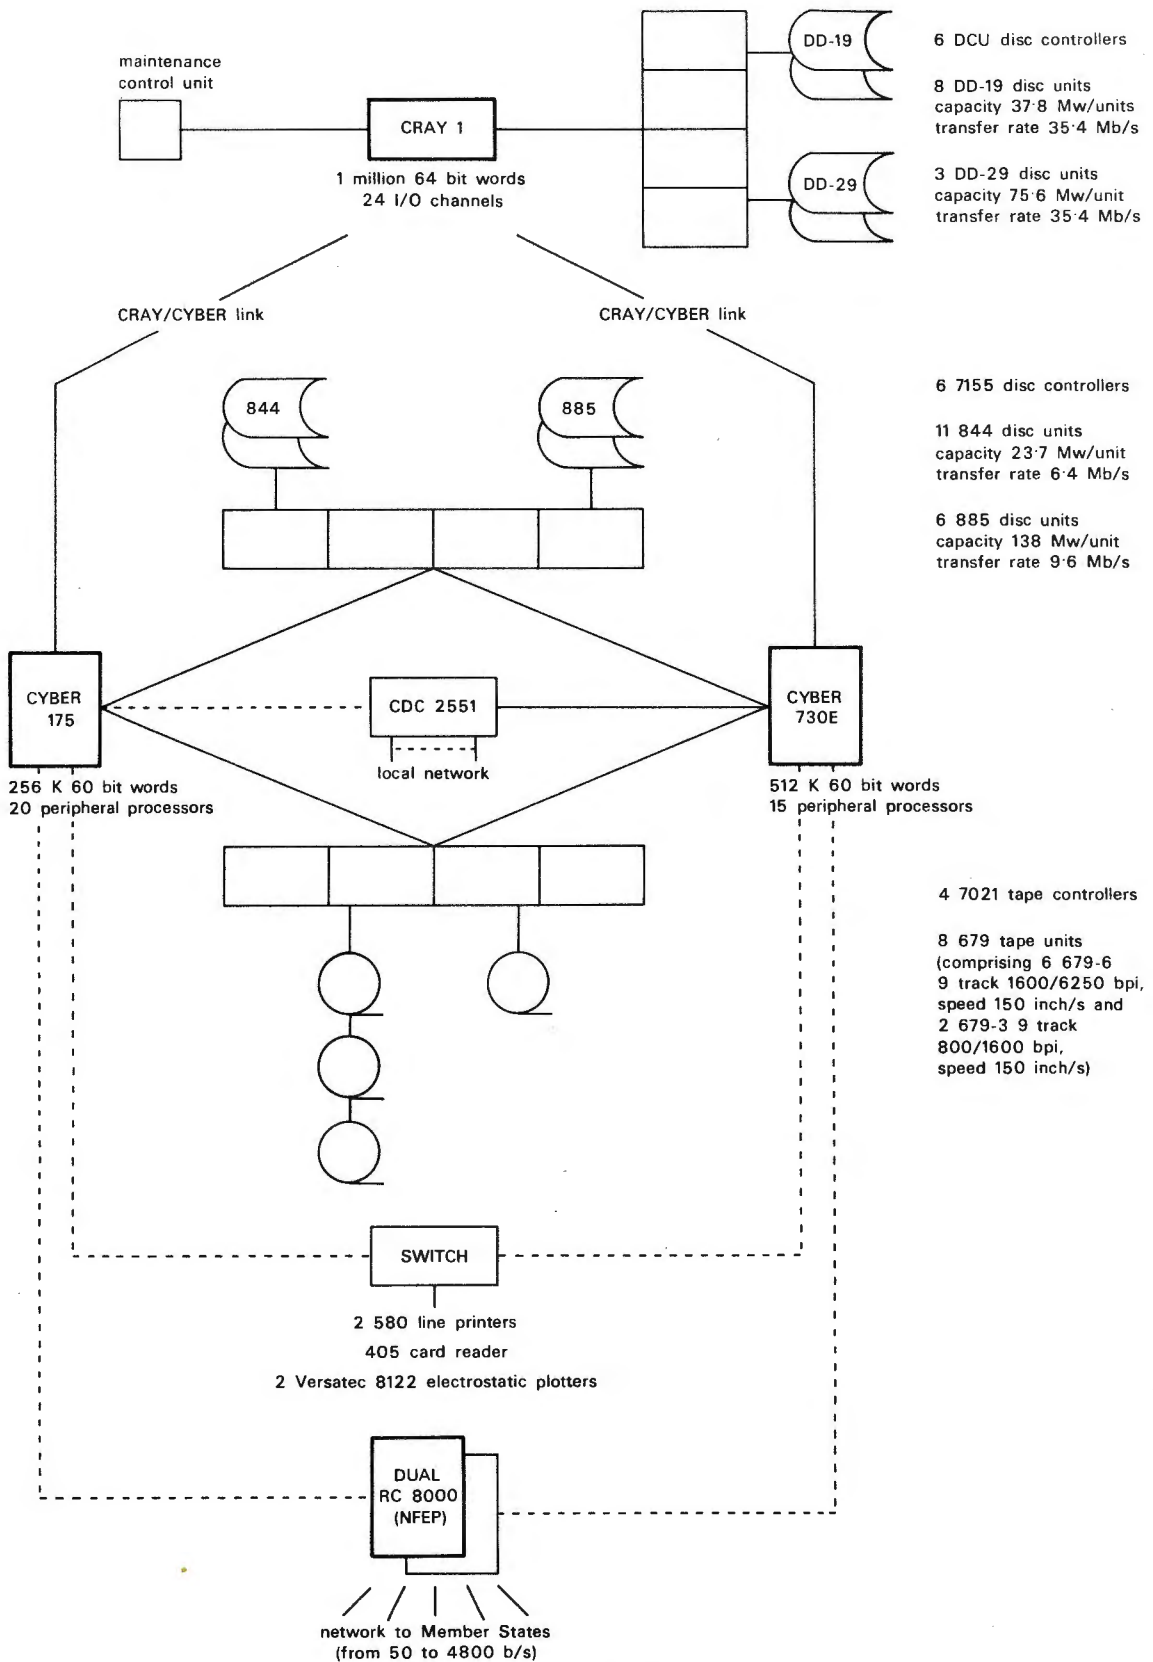 maintenance
control unit
CRAY 1
1 million 64 bit words
24 I/O channels
DD-19
DD-29
6 DCU disc controllers
8 DD-19 disc units
capacity 37·8 Mw/units
transfer rate 35·4 Mb/s
3 DD-29 disc units
capacity 75·6 Mw/unit
transfer rate 35·4 Mb/s
CRAY/CYBER link
CRAY/CYBER link
844
885
6 7155 disc controllers
11 844 disc units
capacity 23·7 Mw/unit
transfer rate 6·4 Mb/s
6 885 disc units
capacity 138 Mw/unit
transfer rate 9·6 Mb/s
CYBER
175
256 K 60 bit words
20 peripheral processors
CDC 2551
local network
CYBER
730E
512 K 60 bit words
15 peripheral processors
4 7021 tape controllers
8 679 tape units
(comprising 6 679-6
9 track 1600/6250 bpi,
speed 150 inch/s and
2 679-3 9 track
800/1600 bpi,
speed 150 inch/s)
SWITCH
2 580 line printers
405 card reader
2 Versatec 8122 electrostatic plotters
DUAL
RC 8000
(NFEP)
network to Member States
(from 50 to 4800 b/s)